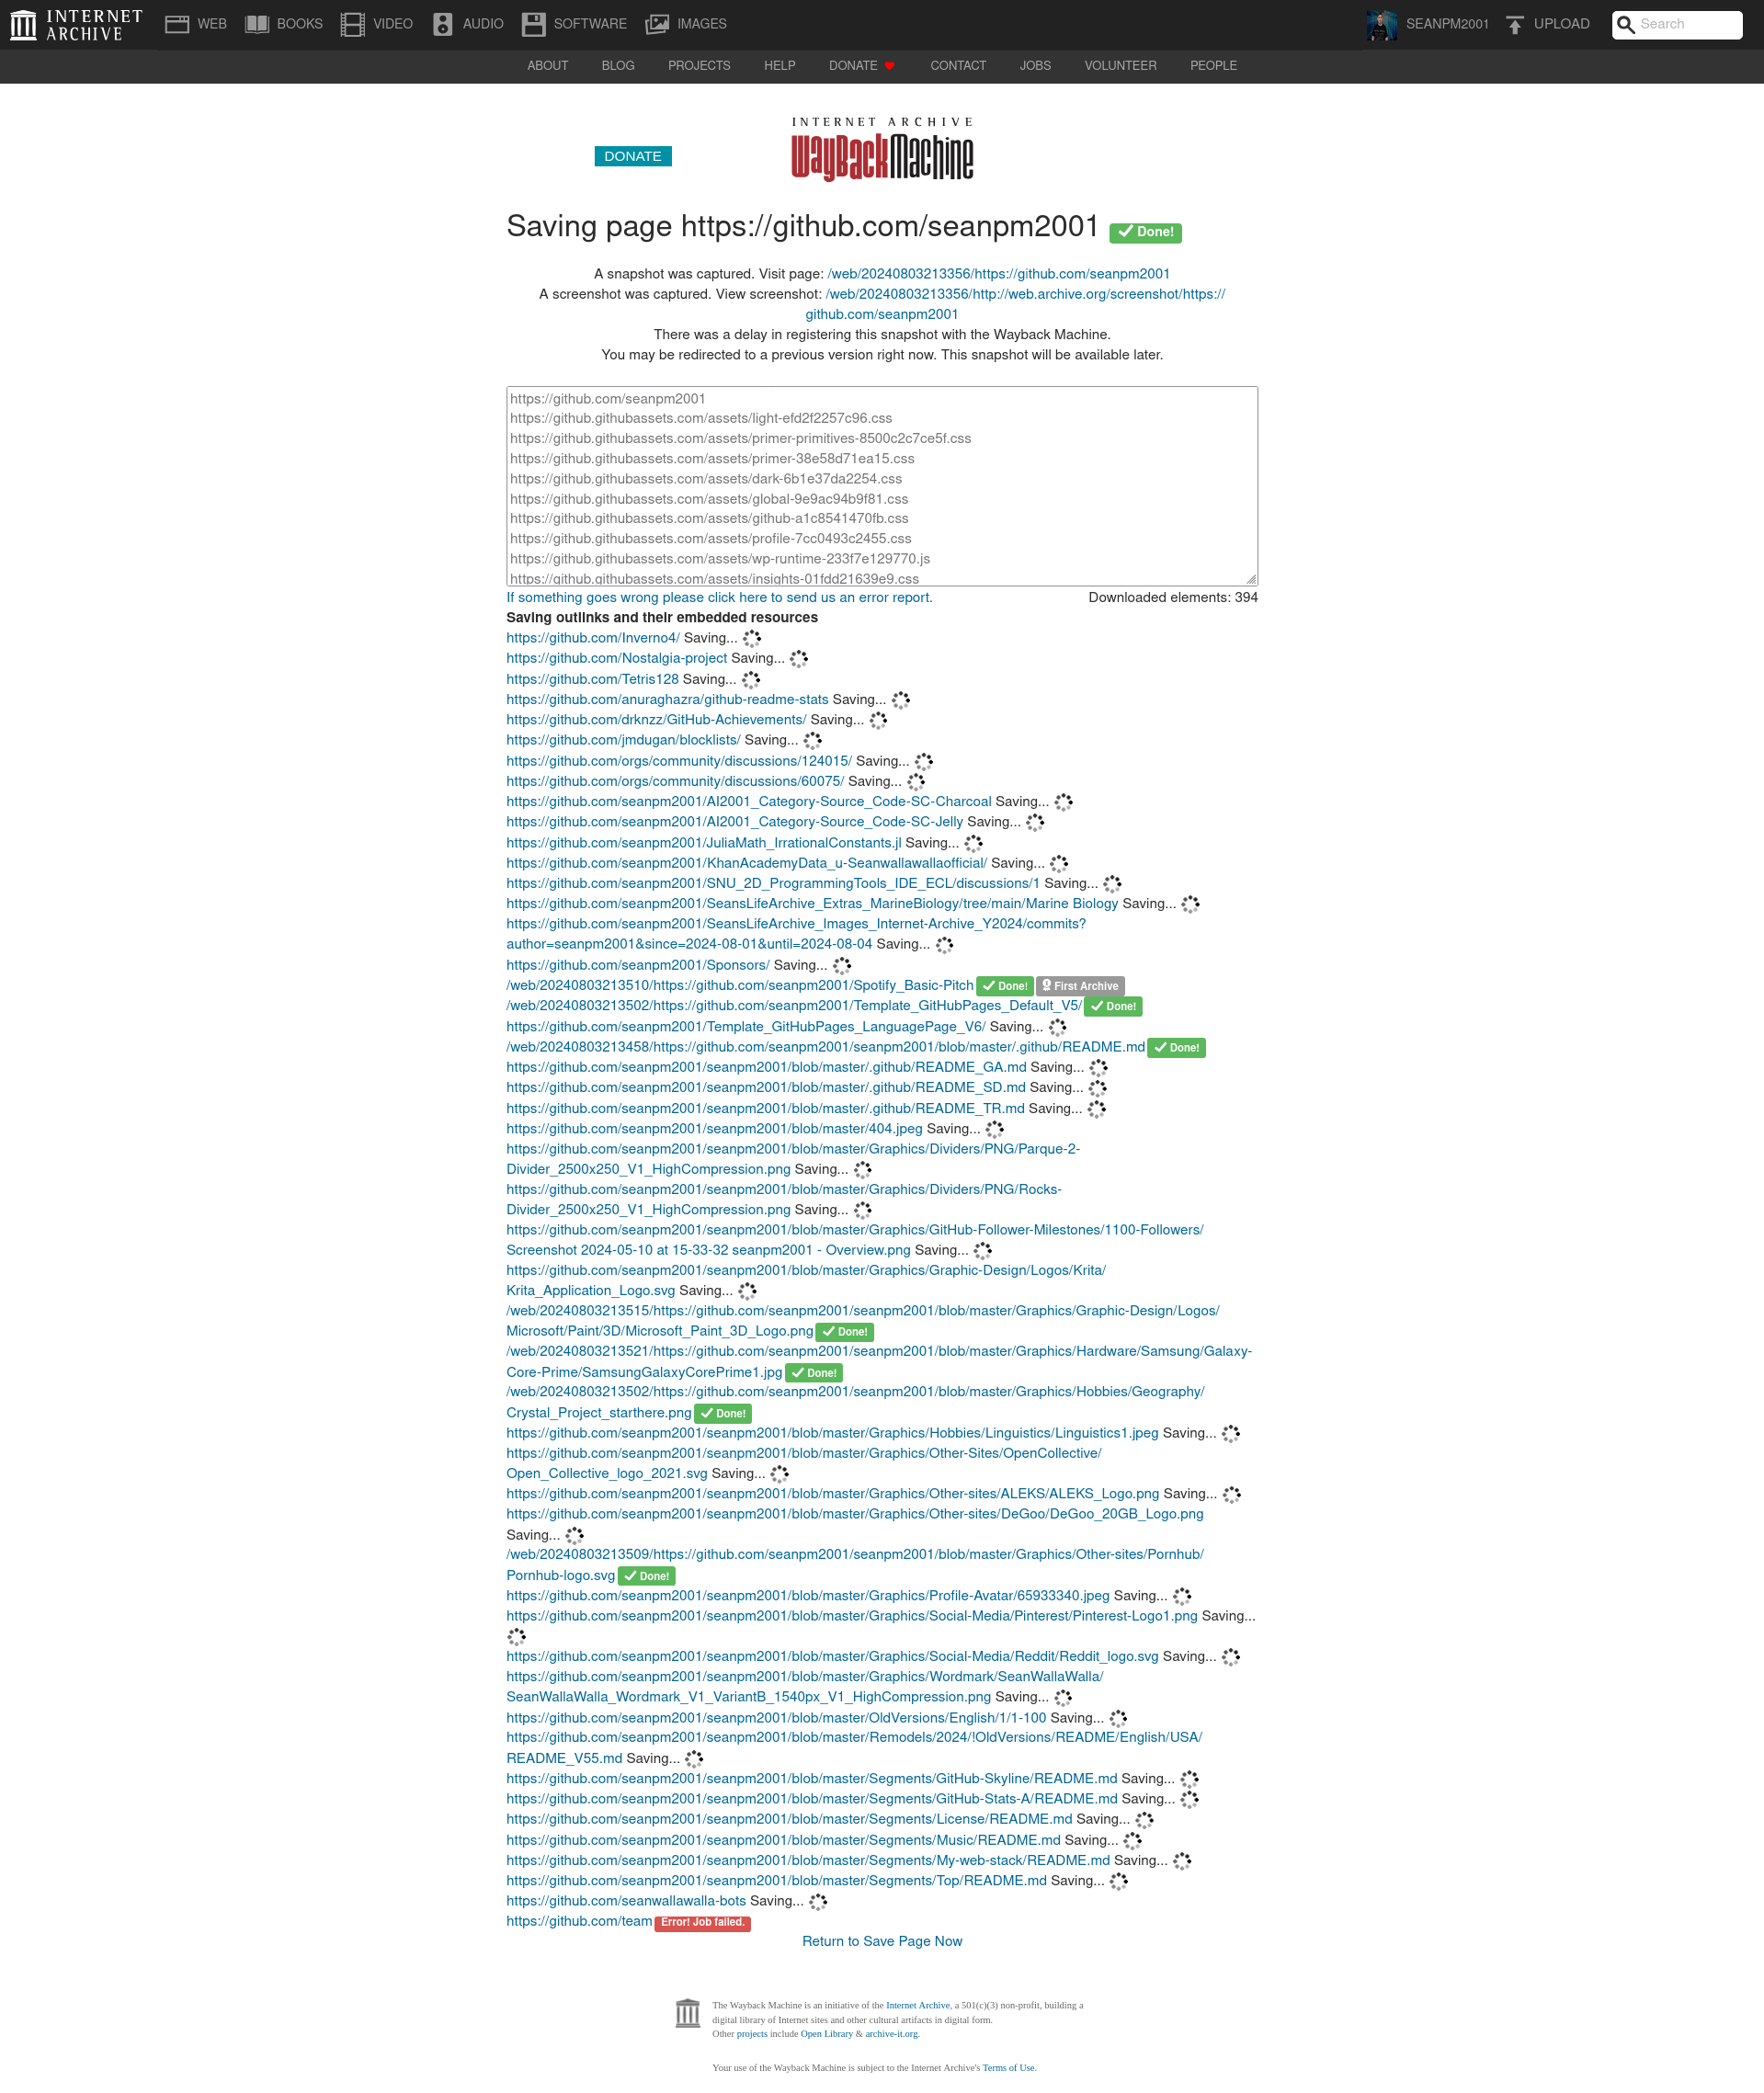 INTERNET ARCHIVE
WEB BOOKS VIDEO AUDIO SOFTWARE IMAGES SEANPM2001 UPLOAD Search
ABOUT BLOG PROJECTS HELP DONATE CONTACT JOBS VOLUNTEER PEOPLE
INTERNET ARCHIVE
DONATE WayBackMachine
Saving page https://github.com/seanpm2001 Done!
A snapshot was captured. Visit page: /web/20240803213356/https://github.com/seanpm2001
A screenshot was captured. View screenshot: /web/20240803213356/http://web.archive.org/screenshot/https://
github.com/seanpm2001
There was a delay in registering this snapshot with the Wayback Machine.
You may be redirected to a previous version right now. This snapshot will be available later.
https://github.com/seanpm2001
https://github.githubassets.com/assets/light-efd2f2257c96.css
https://github.githubassets.com/assets/primer-primitives-8500c2c7ce5f.css
https://github.githubassets.com/assets/primer-38e58d71ea15.css
https://github.githubassets.com/assets/dark-6b1e37da2254.css
https://github.githubassets.com/assets/global-9e9ac94b9f81.css
https://github.githubassets.com/assets/github-a1c8541470fb.css
https://github.githubassets.com/assets/profile-7cc0493c2455.css
https://github.githubassets.com/assets/wp-runtime-233f7e129770.js
https://github.githubassets.com/assets/insights-01fdd21639e9.css
If something goes wrong please click here to send us an error report. Downloaded elements: 394
Saving outlinks and their embedded resources
https://github.com/Inverno4/ Saving...
https://github.com/Nostalgia-project Saving...
https://github.com/Tetris128 Saving...
https://github.com/anuraghazra/github-readme-stats Saving...
https://github.com/drknzz/GitHub-Achievements/ Saving...
https://github.com/jmdugan/blocklists/ Saving...
https://github.com/orgs/community/discussions/124015/ Saving...
https://github.com/orgs/community/discussions/60075/ Saving...
https://github.com/seanpm2001/AI2001_Category-Source_Code-SC-Charcoal Saving...
https://github.com/seanpm2001/AI2001_Category-Source_Code-SC-Jelly Saving...
https://github.com/seanpm2001/JuliaMath_IrrationalConstants.jl Saving...
https://github.com/seanpm2001/KhanAcademyData_u-Seanwallawallaofficial/ Saving...
https://github.com/seanpm2001/SNU_2D_ProgrammingTools_IDE_ECL/discussions/1 Saving...
https://github.com/seanpm2001/SeansLifeArchive_Extras_MarineBiology/tree/main/Marine Biology Saving...
https://github.com/seanpm2001/SeansLifeArchive_Images_Internet-Archive_Y2024/commits?
author=seanpm2001&since=2024-08-01&until=2024-08-04 Saving...
https://github.com/seanpm2001/Sponsors/ Saving...
/web/20240803213510/https://github.com/seanpm2001/Spotify_Basic-Pitch Done! First Archive
/web/20240803213502/https://github.com/seanpm2001/Template_GitHubPages_Default_V5/ Done!
https://github.com/seanpm2001/Template_GitHubPages_LanguagePage_V6/ Saving...
/web/20240803213458/https://github.com/seanpm2001/seanpm2001/blob/master/.github/README.md Done!
https://github.com/seanpm2001/seanpm2001/blob/master/.github/README_GA.md Saving...
https://github.com/seanpm2001/seanpm2001/blob/master/.github/README_SD.md Saving...
https://github.com/seanpm2001/seanpm2001/blob/master/.github/README_TR.md Saving...
https://github.com/seanpm2001/seanpm2001/blob/master/404.jpeg Saving...
https://github.com/seanpm2001/seanpm2001/blob/master/Graphics/Dividers/PNG/Parque-2-
Divider_2500x250_V1_HighCompression.png Saving...
https://github.com/seanpm2001/seanpm2001/blob/master/Graphics/Dividers/PNG/Rocks-
Divider_2500x250_V1_HighCompression.png Saving...
https://github.com/seanpm2001/seanpm2001/blob/master/Graphics/GitHub-Follower-Milestones/1100-Followers/
Screenshot 2024-05-10 at 15-33-32 seanpm2001 - Overview.png Saving...
https://github.com/seanpm2001/seanpm2001/blob/master/Graphics/Graphic-Design/Logos/Krita/
Krita_Application_Logo.svg Saving...
/web/20240803213515/https://github.com/seanpm2001/seanpm2001/blob/master/Graphics/Graphic-Design/Logos/
Microsoft/Paint/3D/Microsoft_Paint_3D_Logo.png Done!
/web/20240803213521/https://github.com/seanpm2001/seanpm2001/blob/master/Graphics/Hardware/Samsung/Galaxy-
Core-Prime/SamsungGalaxyCorePrime1.jpg Done!
/web/20240803213502/https://github.com/seanpm2001/seanpm2001/blob/master/Graphics/Hobbies/Geography/
Crystal_Project_starthere.png Done!
https://github.com/seanpm2001/seanpm2001/blob/master/Graphics/Hobbies/Linguistics/Linguistics1.jpeg Saving...
https://github.com/seanpm2001/seanpm2001/blob/master/Graphics/Other-Sites/OpenCollective/
Open_Collective_logo_2021.svg Saving...
https://github.com/seanpm2001/seanpm2001/blob/master/Graphics/Other-sites/ALEKS/ALEKS_Logo.png Saving...
https://github.com/seanpm2001/seanpm2001/blob/master/Graphics/Other-sites/DeGoo/DeGoo_20GB_Logo.png
Saving...
/web/20240803213509/https://github.com/seanpm2001/seanpm2001/blob/master/Graphics/Other-sites/Pornhub/
Pornhub-logo.svg Done!
https://github.com/seanpm2001/seanpm2001/blob/master/Graphics/Profile-Avatar/65933340.jpeg Saving...
https://github.com/seanpm2001/seanpm2001/blob/master/Graphics/Social-Media/Pinterest/Pinterest-Logo1.png Saving...
https://github.com/seanpm2001/seanpm2001/blob/master/Graphics/Social-Media/Reddit/Reddit_logo.svg Saving...
https://github.com/seanpm2001/seanpm2001/blob/master/Graphics/Wordmark/SeanWallaWalla/
SeanWallaWalla_Wordmark_V1_VariantB_1540px_V1_HighCompression.png Saving...
https://github.com/seanpm2001/seanpm2001/blob/master/OldVersions/English/1/1-100 Saving...
https://github.com/seanpm2001/seanpm2001/blob/master/Remodels/2024/!OldVersions/README/English/USA/
README_V55.md Saving...
https://github.com/seanpm2001/seanpm2001/blob/master/Segments/GitHub-Skyline/README.md Saving...
https://github.com/seanpm2001/seanpm2001/blob/master/Segments/GitHub-Stats-A/README.md Saving...
https://github.com/seanpm2001/seanpm2001/blob/master/Segments/License/README.md Saving...
https://github.com/seanpm2001/seanpm2001/blob/master/Segments/Music/README.md Saving...
https://github.com/seanpm2001/seanpm2001/blob/master/Segments/My-web-stack/README.md Saving...
https://github.com/seanpm2001/seanpm2001/blob/master/Segments/Top/README.md Saving...
https://github.com/seanwallawalla-bots Saving...
https://github.com/team Error! Job failed.
Return to Save Page Now
The Wayback Machine is an initiative of the Internet Archive, a 501(c)(3) non-profit, building a
digital library of Internet sites and other cultural artifacts in digital form.
Other projects include Open Library & archive-it.org.
Your use of the Wayback Machine is subject to the Internet Archive's Terms of Use.